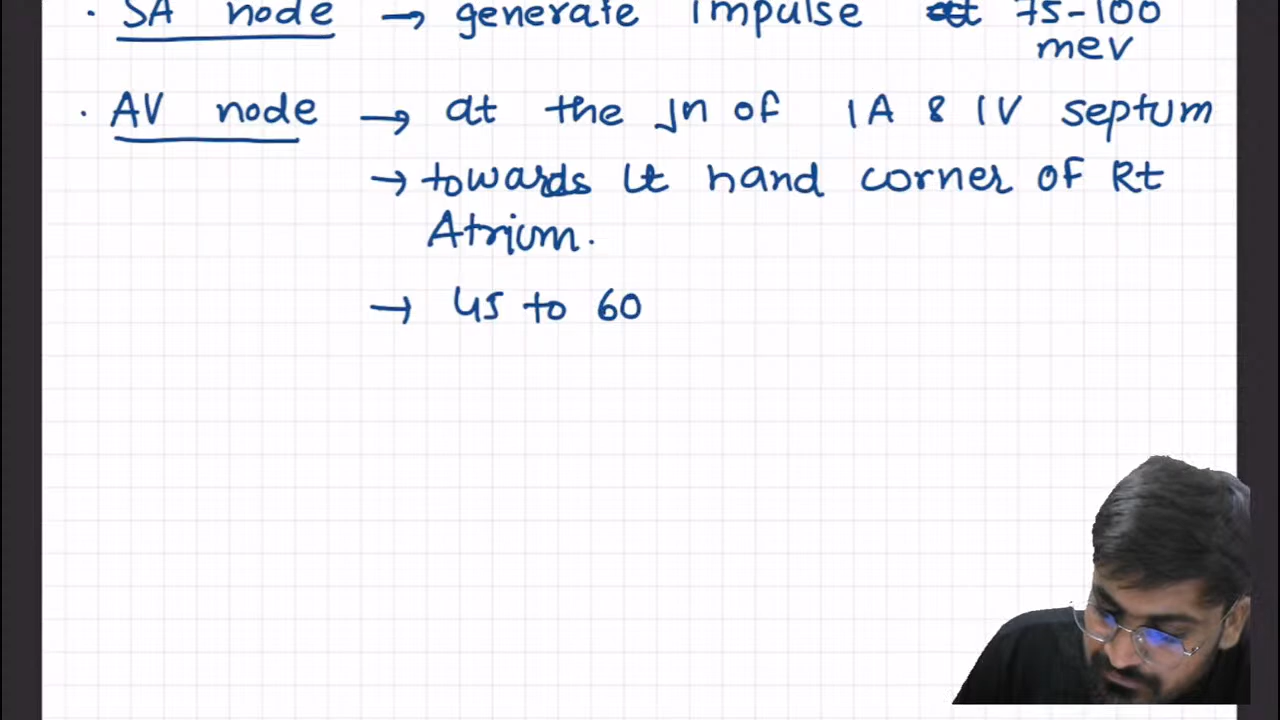 · SA node → generate Impulse at 75-100
mev
· AV node → at the Jn of IA & IV septum
→ towards Lt hand corner of Rt
Atrium.
→ 45 to 60